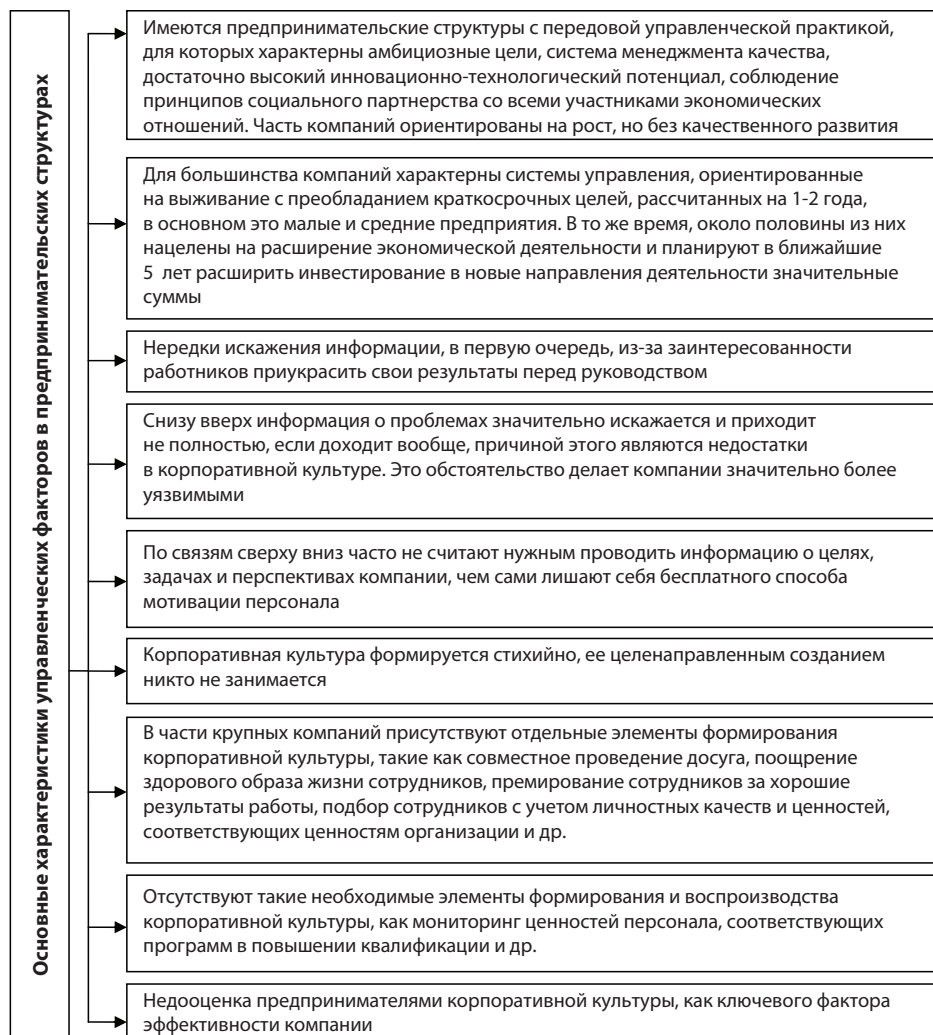 Основные характеристики управленческих факторов в предпринимательских структурах
Имеются предпринимательские структуры с передовой управленческой практикой,
для которых характерны амбициозные цели, система менеджмента качества,
достаточно высокий инновационно-технологический потенциал, соблюдение
принципов социального партнерства со всеми участниками экономических
отношений. Часть компаний ориентированы на рост, но без качественного развития
Для большинства компаний характерны системы управления, ориентированные
на выживание с преобладанием краткосрочных целей, рассчитанных на 1-2 года,
в основном это малые и средние предприятия. В то же время, около половины из них
нацелены на расширение экономической деятельности и планируют в ближайшие
5 лет расширить инвестирование в новые направления деятельности значительные
суммы
Нередки искажения информации, в первую очередь, из-за заинтересованности
работников приукрасить свои результаты перед руководством
Снизу вверх информация о проблемах значительно искажается и приходит
не полностью, если доходит вообще, причиной этого являются недостатки
в корпоративной культуре. Это обстоятельство делает компании значительно более
уязвимыми
По связям сверху вниз часто не считают нужным проводить информацию о целях,
задачах и перспективах компании, чем сами лишают себя бесплатного способа
мотивации персонала
Корпоративная культура формируется стихийно, ее целенаправленным созданием
никто не занимается
В части крупных компаний присутствуют отдельные элементы формирования
корпоративной культуры, такие как совместное проведение досуга, поощрение
здорового образа жизни сотрудников, премирование сотрудников за хорошие
результаты работы, подбор сотрудников с учетом личностных качеств и ценностей,
соответствующих ценностям организации и др.
Отсутствуют такие необходимые элементы формирования и воспроизводства
корпоративной культуры, как мониторинг ценностей персонала, соответствующих
программ в повышении квалификации и др.
Недооценка предпринимателями корпоративной культуры, как ключевого фактора
эффективности компании